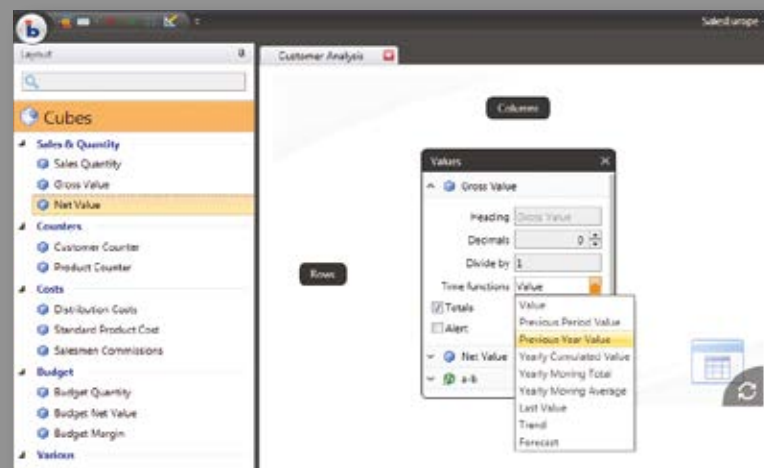 b
SalesEurope -
Layout
Customer Analysis
Cubes
Sales & Quantity
Sales Quantity
Gross Value
Net Value
Counters
Customer Counter
Product Counter
Costs
Distribution Costs
Standard Product Cost
Salesmen Commissions
Budget
Budget Quantity
Budget Net Value
Budget Margin
Various
Columns
Rows
Values
Gross Value
Heading Gross Value
Decimals 0
Divide by 1
Time functions Value
Totals
Alert
Net Value
a-b
Value
Previous Period Value
Previous Year Value
Yearly Cumulated Value
Yearly Moving Total
Yearly Moving Average
Last Value
Trend
Forecast